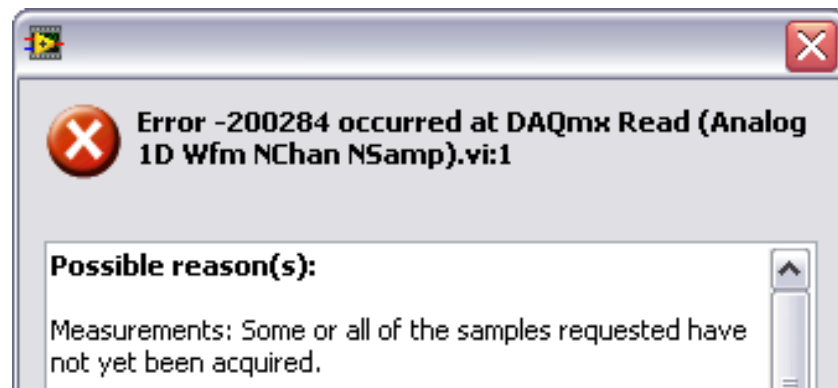 Error -200284 occurred at DAQmx Read (Analog
1D Wfm NChan NSamp).vi:1
Possible reason(s):
Measurements: Some or all of the samples requested have
not yet been acquired.